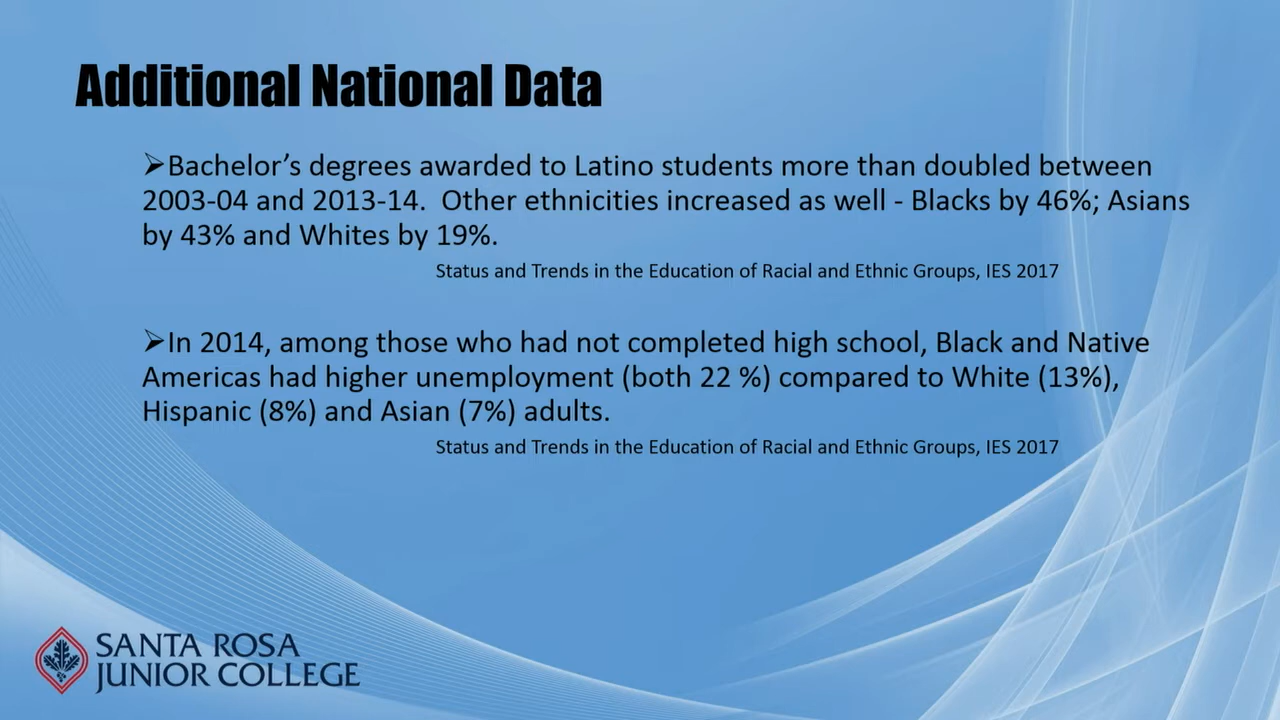 Additional National Data
➢Bachelor’s degrees awarded to Latino students more than doubled between
2003-04 and 2013-14.  Other ethnicities increased as well - Blacks by 46%; Asians
by 43% and Whites by 19%.
Status and Trends in the Education of Racial and Ethnic Groups, IES 2017
➢In 2014, among those who had not completed high school, Black and Native
Americas had higher unemployment (both 22 %) compared to White (13%),
Hispanic (8%) and Asian (7%) adults.
Status and Trends in the Education of Racial and Ethnic Groups, IES 2017
SANTA ROSA
JUNIOR COLLEGE